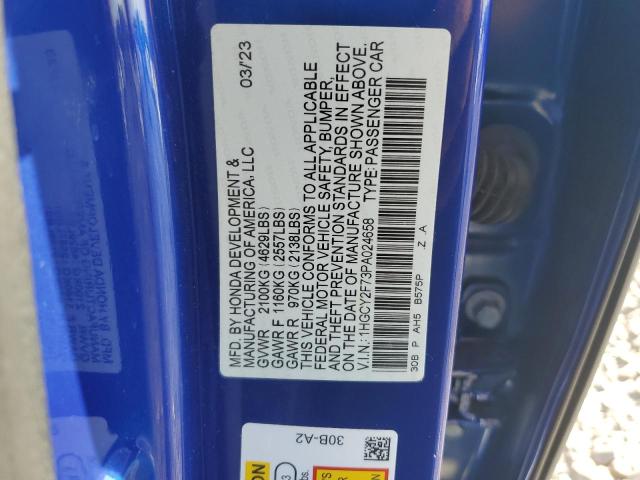 MFD. BY HONDA DEVELOPMENT & 03/'23
MANUFACTURING OF AMERICA, LLC
GVWR 2100KG (4629LBS)
GAWR F 1160KG (2557LBS)
GAWR R 970KG (2138LBS)
THIS VEHICLE CONFORMS TO ALL APPLICABLE
FEDERAL MOTOR VEHICLE SAFETY, BUMPER,
AND THEFT PREVENTION STANDARDS IN EFFECT
ON THE DATE OF MANUFACTURE SHOWN ABOVE.
V.I.N: 1HGCY2F73PA024658 TYPE:PASSENGER CAR
30B P AH5 B575P Z A
30B-A2